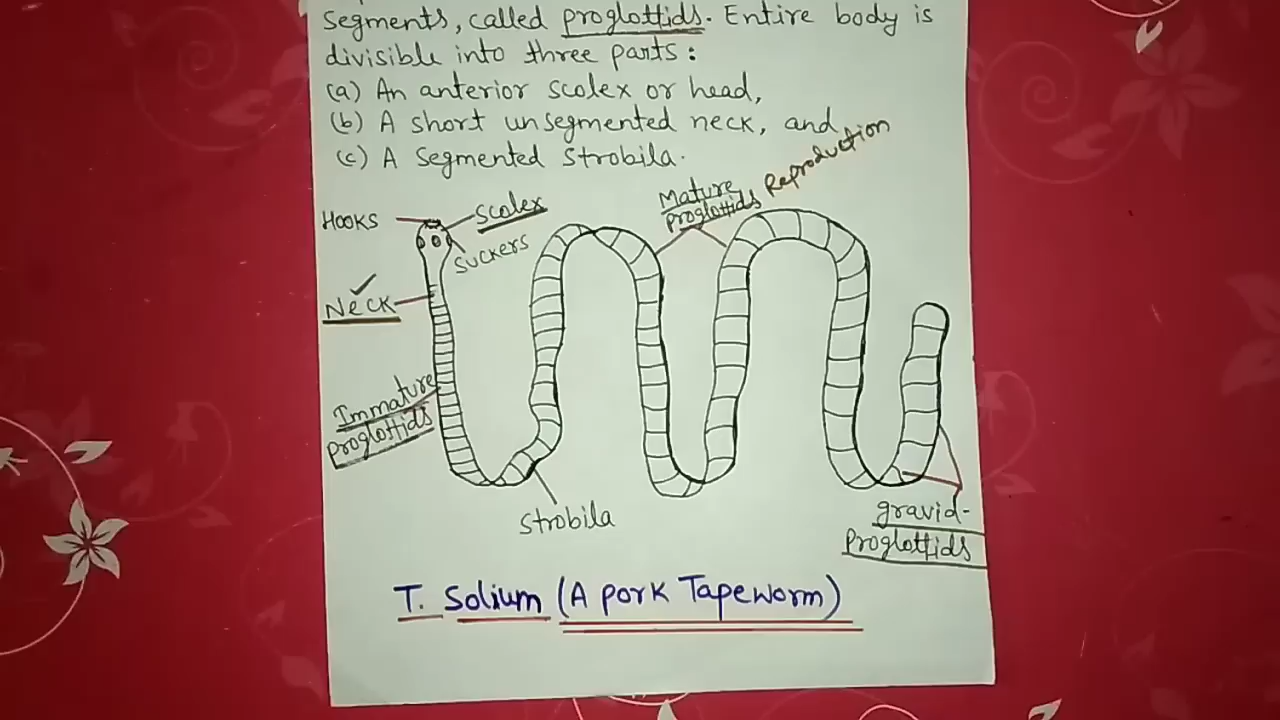 Segments, called proglottids. Entire body is
divisible into three parts:
(a) An anterior scolex or head,
(b) A short unsegmented neck, and
(c) A Segmented Strobila.
Reproduction
Mature
proglottids
HOOKS
Scolex
SUCKERS
NECK
Immature
proglottids
Strobila
gravid-
Proglottids
T. Solium (A Pork Tapeworm)